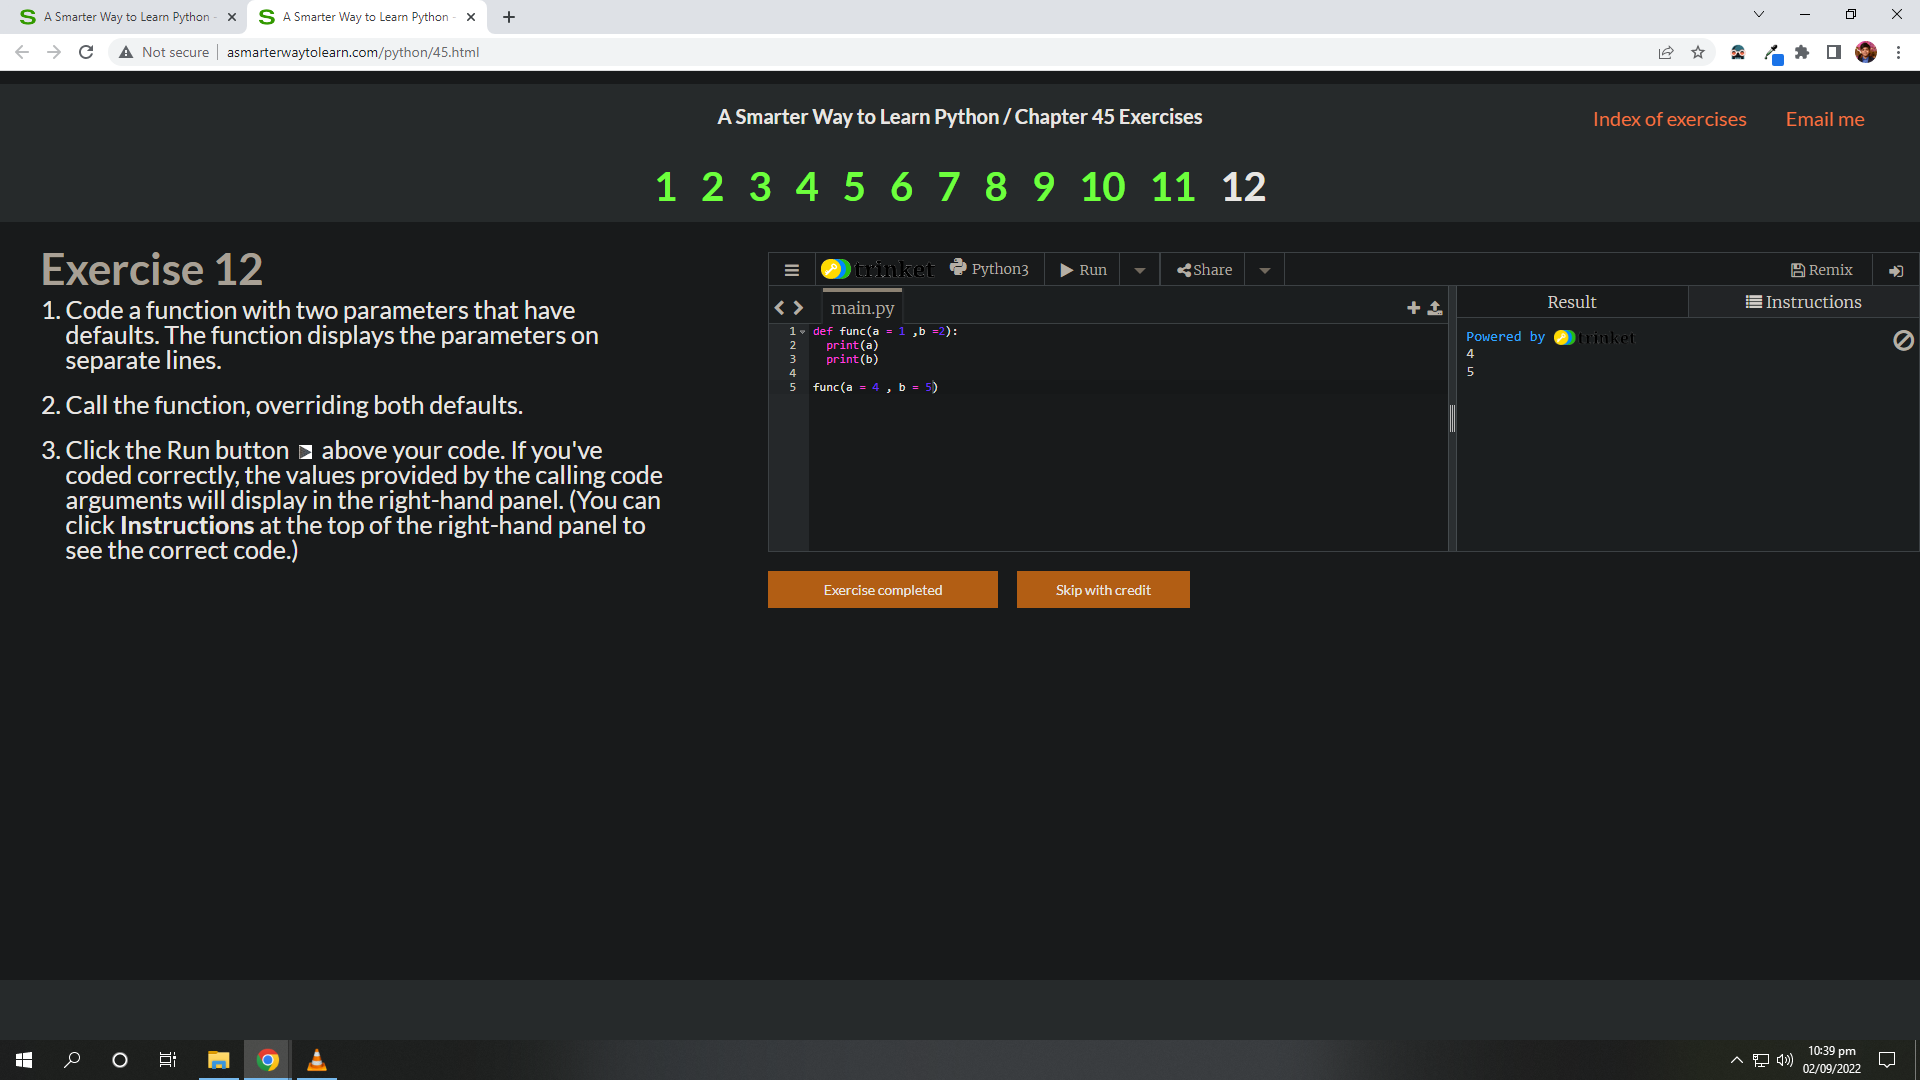 A Smarter Way to Learn Python -
A Smarter Way to Learn Python -
Not secure
asmarterwaytolearn.com/python/45.html
A Smarter Way to Learn Python / Chapter 45 Exercises
Index of exercises
Email me
1 2 3 4 5 6 7 8 9 10 11 12
Exercise 12
1. Code a function with two parameters that have
defaults. The function displays the parameters on
separate lines.
2. Call the function, overriding both defaults.
3. Click the Run button above your code. If you've
coded correctly, the values provided by the calling code
arguments will display in the right-hand panel. (You can
click Instructions at the top of the right-hand panel to
see the correct code.)
trinket
Python3
Run
Share
Remix
main.py
Result
Instructions
1 def func(a = 1 ,b =2):
2 print(a)
3 print(b)
4
5 func(a = 4 , b = 5)
Powered by trinket
4
5
Exercise completed
Skip with credit
10:39 pm
02/09/2022